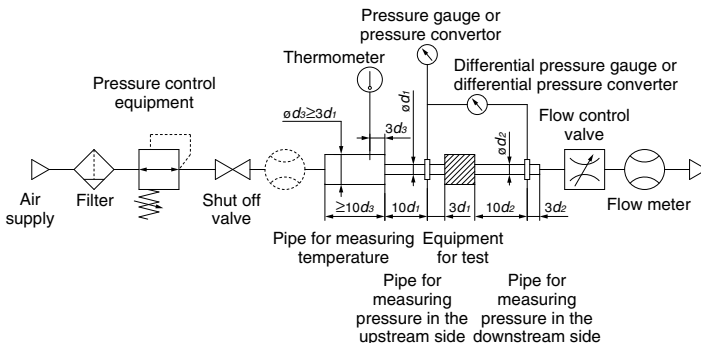 Pressure gauge or
pressure convertor
Thermometer
Differential pressure gauge or
differential pressure converter
Pressure control
equipment
ød3≥3d1
3d3
ød1
ød2
Flow control
valve
Air
supply
Filter
Shut off
valve
≥10d3
10d1
3d1
10d2
3d2
Flow meter
Pipe for measuring
temperature
Equipment
for test
Pipe for
measuring
pressure in the
upstream side
Pipe for
measuring
pressure in the
downstream side